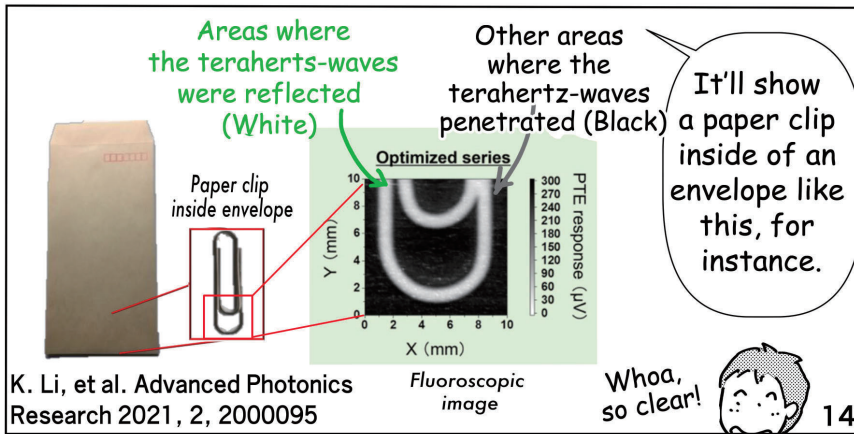 Areas where
the teraherts-waves
were reflected
(White)
Other areas
where the
terahertz-waves
penetrated (Black)
It'll show
a paper clip
inside of an
envelope like
this, for
instance.
Paper clip
inside envelope
Optimized series
10
8
6
4
2
0
Y (mm)
0 2 4 6 8 10
X (mm)
300
270
240
210
180
150
120
90
60
30
0
PTE response (μV)
Fluoroscopic
image
K. Li, et al. Advanced Photonics
Research 2021, 2, 2000095
Whoa,
so clear!
14